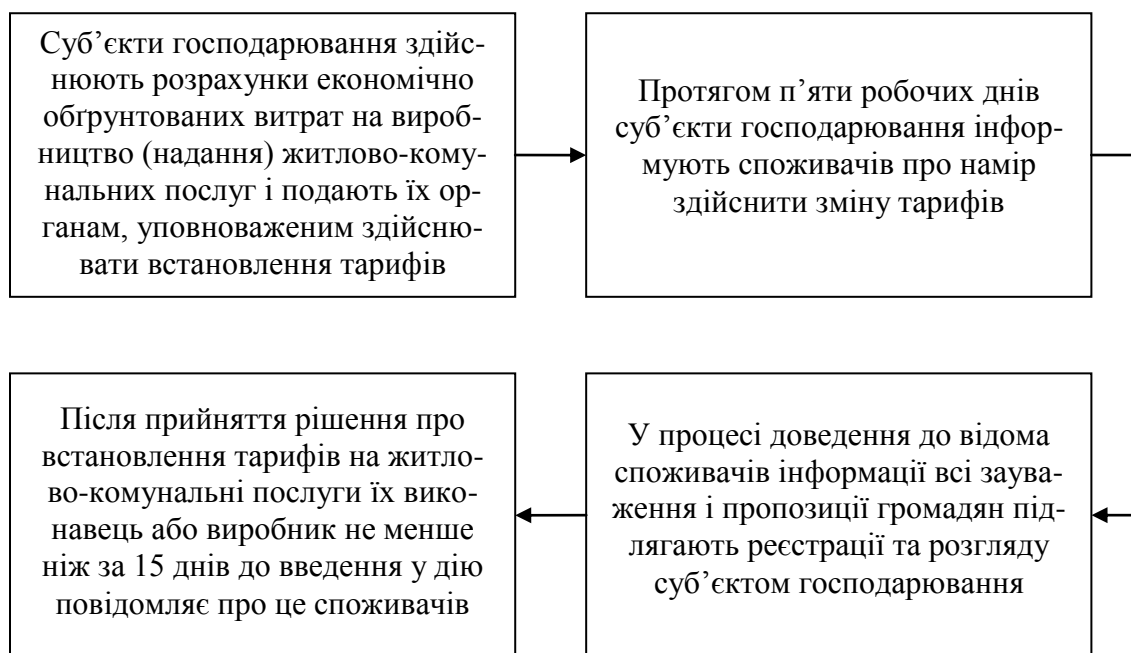 Суб’єкти господарювання здійс-
нюють розрахунки економічно
обґрунтованих витрат на вироб-
ництво (надання) житлово-кому-
нальних послуг і подають їх ор-
ганам, уповноваженим здійсню-
вати встановлення тарифів
Протягом п’яти робочих днів
суб’єкти господарювання інфор-
мують споживачів про намір
здійснити зміну тарифів
У процесі доведення до відома
споживачів інформації всі заува-
ження і пропозиції громадян під-
лягають реєстрації та розгляду
суб’єктом господарювання
Після прийняття рішення про
встановлення тарифів на житло-
во-комунальні послуги їх вико-
навець або виробник не менше
ніж за 15 днів до введення у дію
повідомляє про це споживачів